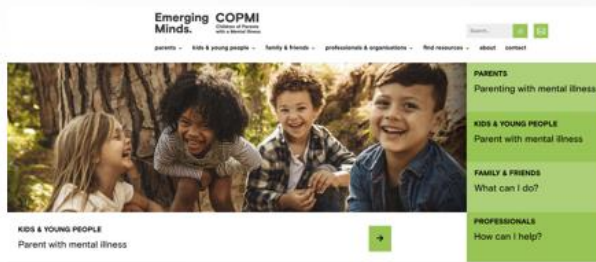 Emerging
Minds.
COPMI
Children of Parents
with a Mental Illness
Search...
parents
kids & young people
family & friends
professionals & organisations
find resources
about
contact
PARENTS
Parenting with mental illness
KIDS & YOUNG PEOPLE
Parent with mental illness
FAMILY & FRIENDS
What can I do?
PROFESSIONALS
How can I help?
KIDS & YOUNG PEOPLE
Parent with mental illness